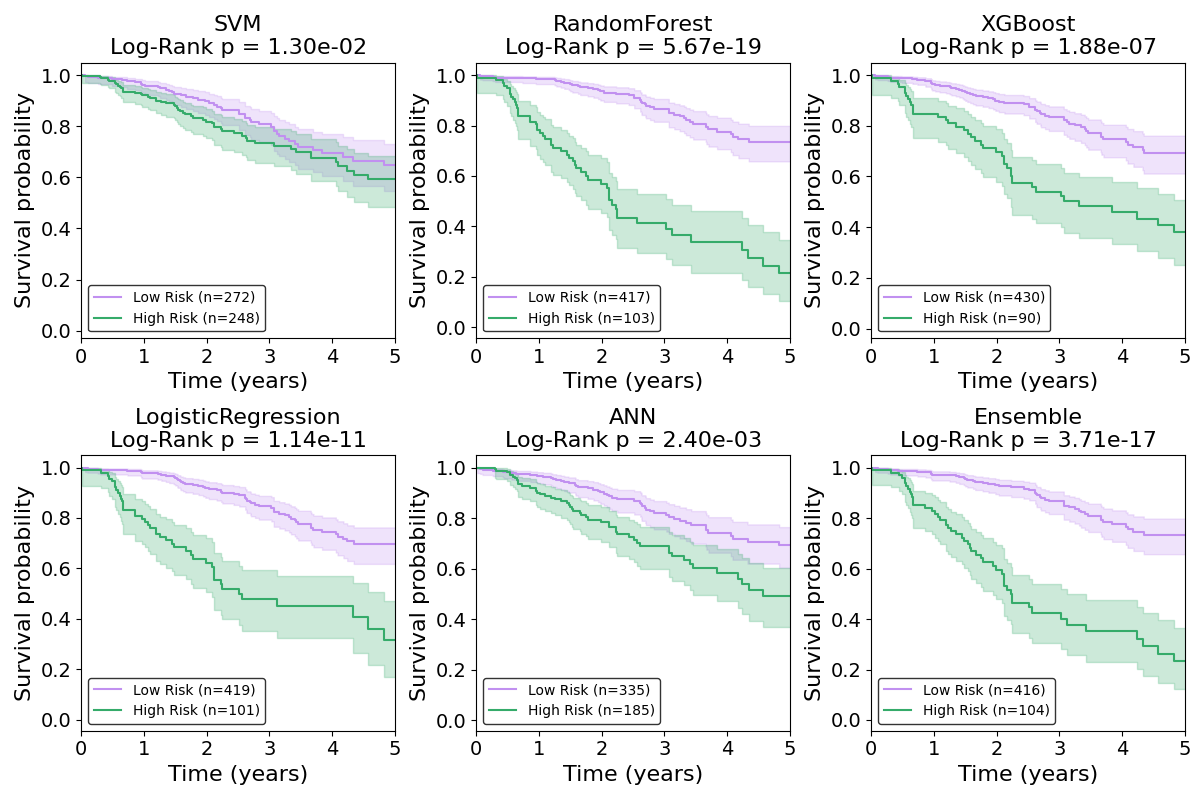 SVM
Log-Rank p = 1.30e-02
Survival probability
1.0
0.8
0.6
0.4
0.2
0.0
Low Risk (n=272)
High Risk (n=248)
0 1 2 3 4 5
Time (years)
RandomForest
Log-Rank p = 5.67e-19
Survival probability
1.0
0.8
0.6
0.4
0.2
0.0
Low Risk (n=417)
High Risk (n=103)
0 1 2 3 4 5
Time (years)
XGBoost
Log-Rank p = 1.88e-07
Survival probability
1.0
0.8
0.6
0.4
0.2
0.0
Low Risk (n=430)
High Risk (n=90)
0 1 2 3 4 5
Time (years)
LogisticRegression
Log-Rank p = 1.14e-11
Survival probability
1.0
0.8
0.6
0.4
0.2
0.0
Low Risk (n=419)
High Risk (n=101)
0 1 2 3 4 5
Time (years)
ANN
Log-Rank p = 2.40e-03
Survival probability
1.0
0.8
0.6
0.4
0.2
0.0
Low Risk (n=335)
High Risk (n=185)
0 1 2 3 4 5
Time (years)
Ensemble
Log-Rank p = 3.71e-17
Survival probability
1.0
0.8
0.6
0.4
0.2
0.0
Low Risk (n=416)
High Risk (n=104)
0 1 2 3 4 5
Time (years)